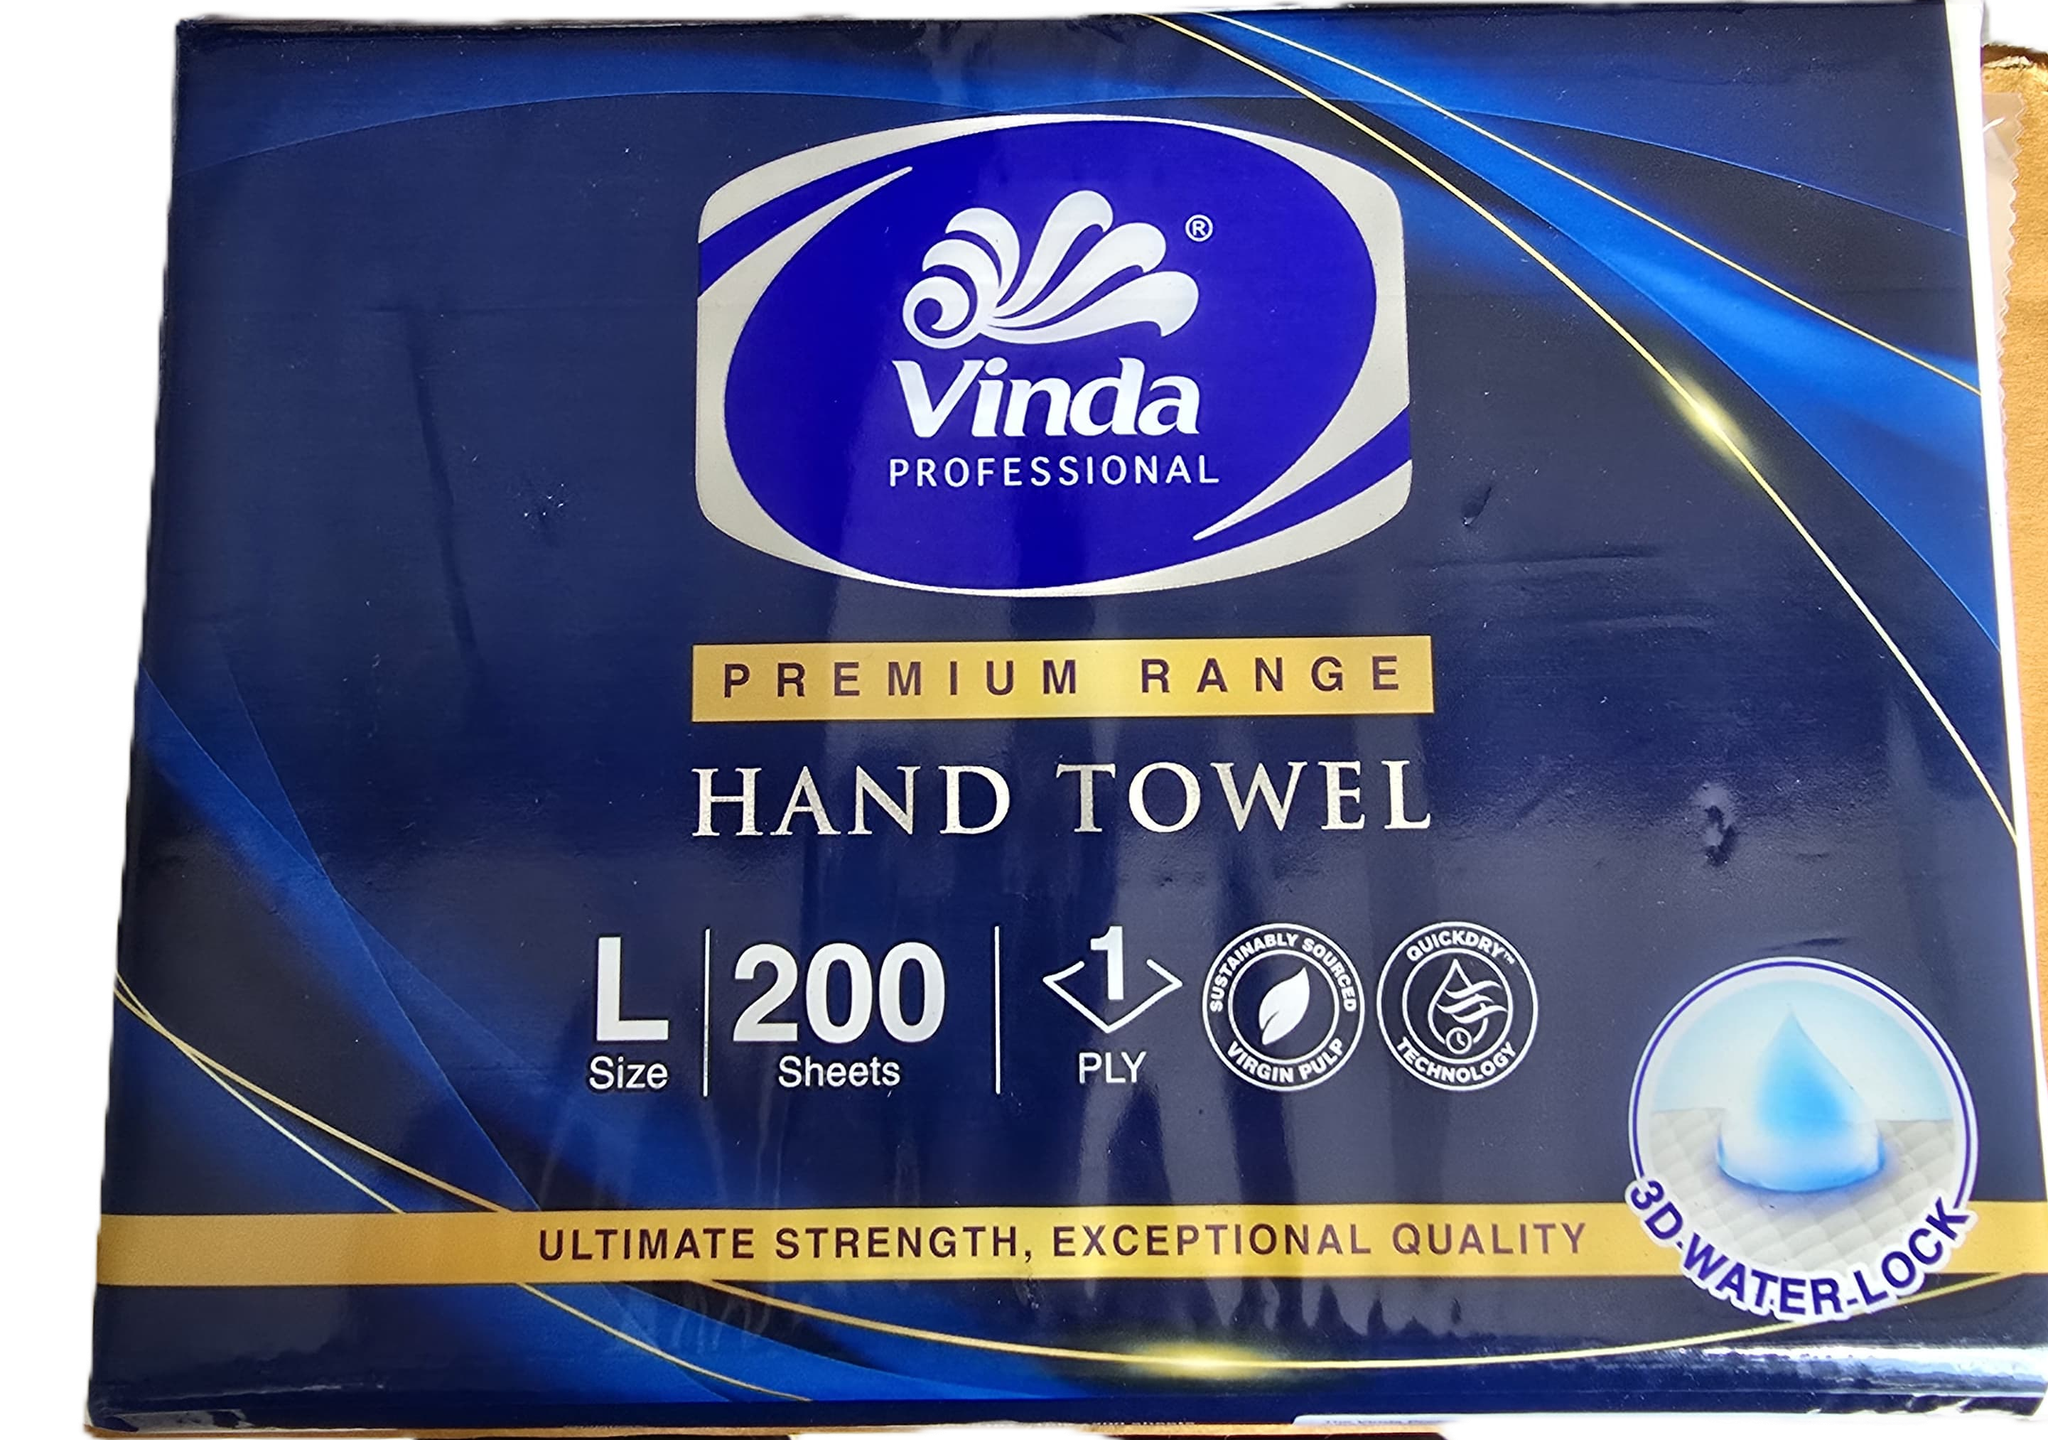 ®
Vinda
PROFESSIONAL
PREMIUM RANGE
HAND TOWEL
L
Size
200
Sheets
1
PLY
SUSTAINABLY SOURCED
VIRGIN PULP
QUICKDRY™
TECHNOLOGY
3D-WATER-LOCK
ULTIMATE STRENGTH, EXCEPTIONAL QUALITY